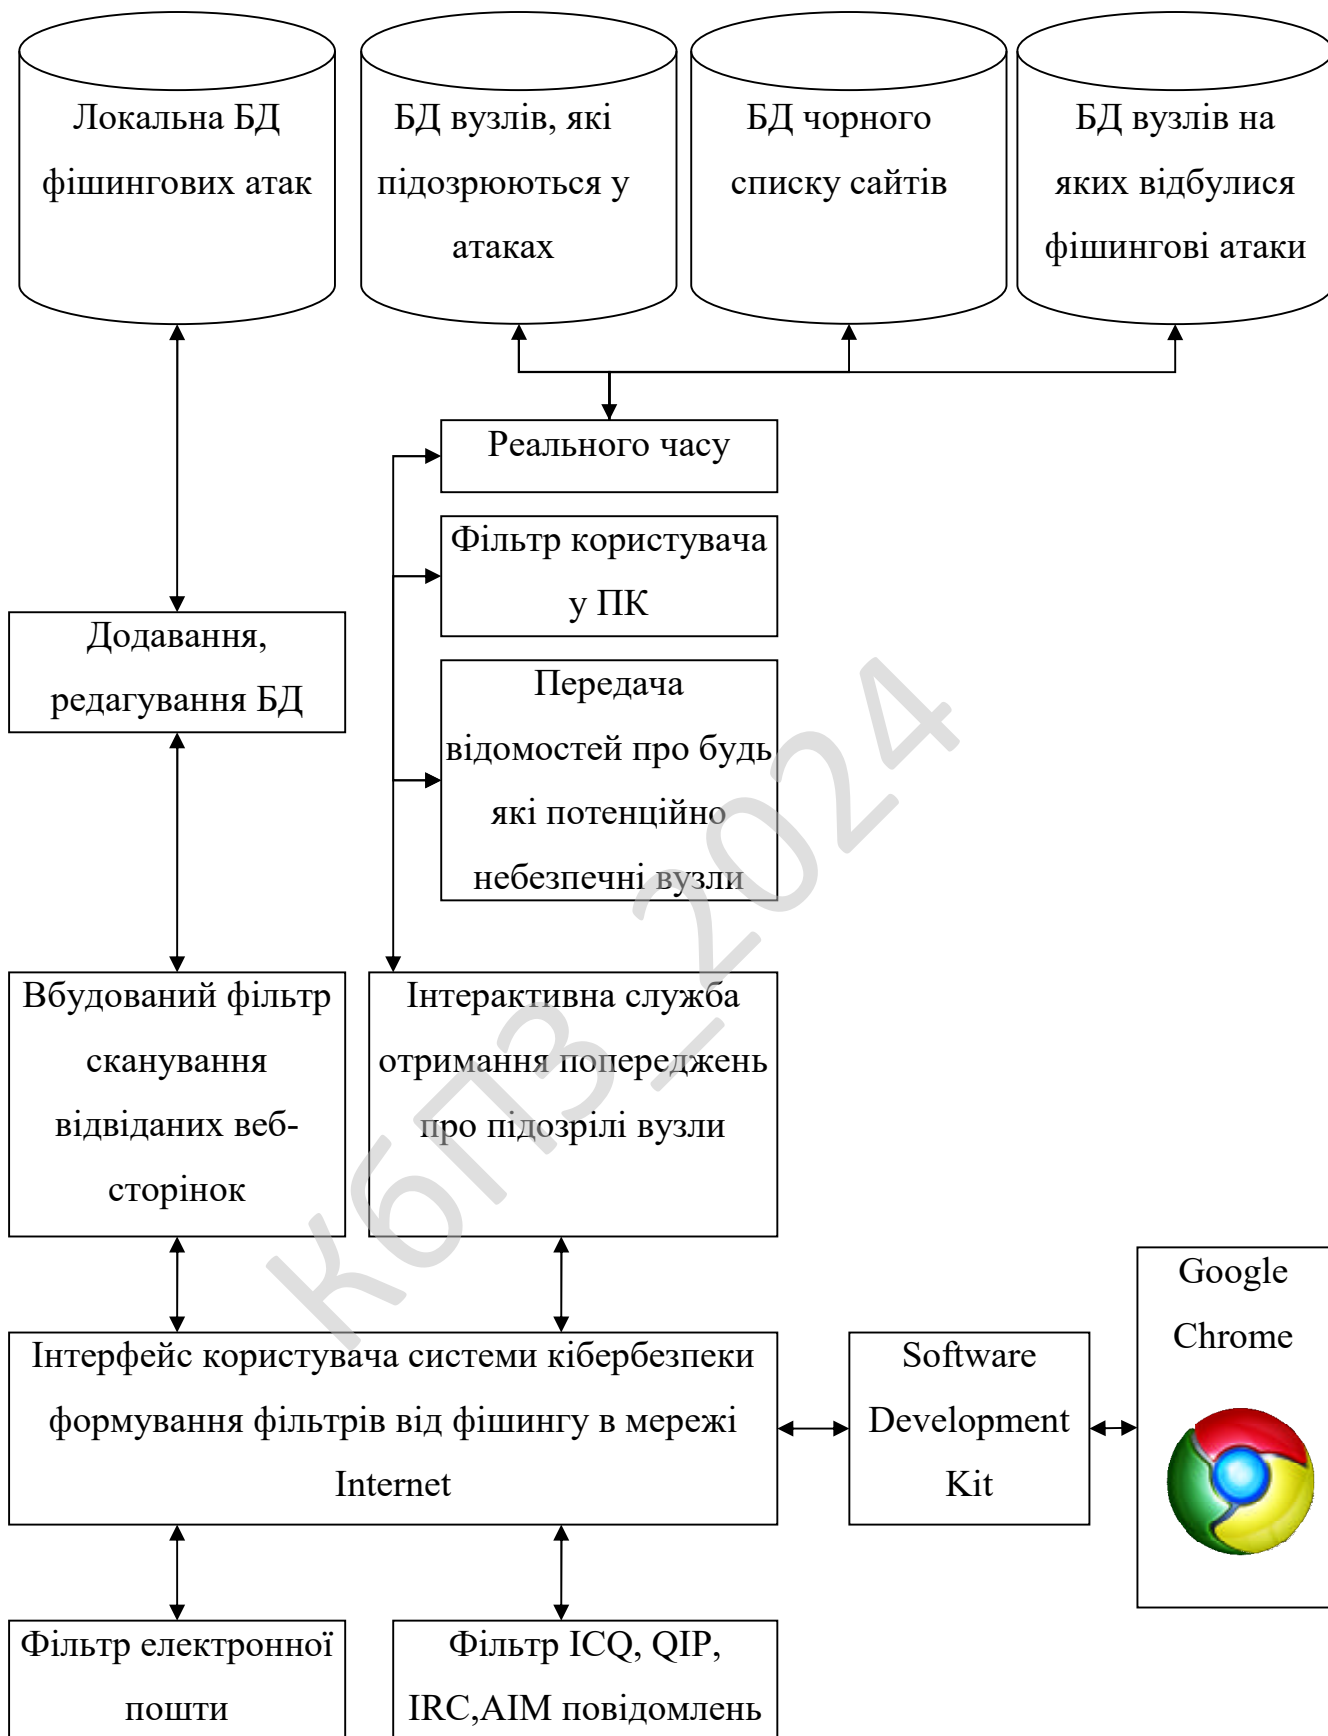 Локальна БД
фішингових атак
БД вузлів, які
підозрюються у
атаках
БД чорного
списку сайтів
БД вузлів на
яких відбулися
фішингові атаки
Реального часу
Фільтр користувача
у ПК
Додавання,
редагування БД
Передача
відомостей про будь
які потенційно
небезпечні вузли
Вбудований фільтр
сканування
відвіданих веб-
сторінок
Інтерактивна служба
отримання попереджень
про підозрілі вузли
Google
Chrome
Інтерфейс користувача системи кібербезпеки
формування фільтрів від фішингу в мережі
Internet
Software
Development
Kit
Фільтр електронної
пошти
Фільтр ICQ, QIP,
IRC,AIM повідомлень
КбПЗ_2024